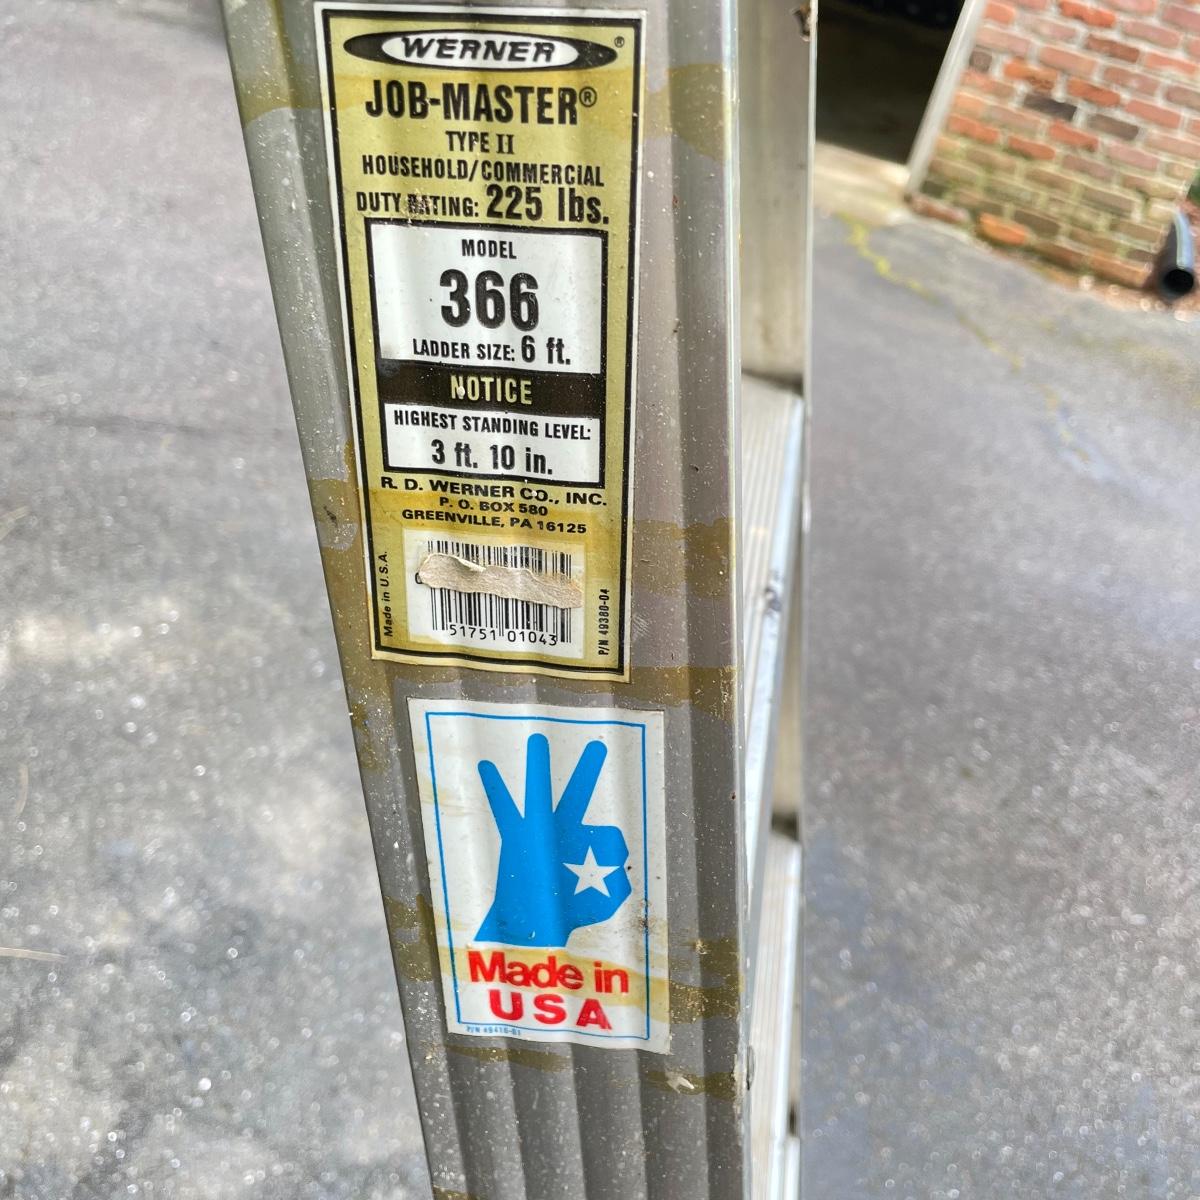 WERNER®
JOB-MASTER®
TYPE II
HOUSEHOLD/COMMERCIAL
DUTY RATING: 225 lbs.
MODEL
366
LADDER SIZE: 6 ft.
NOTICE
HIGHEST STANDING LEVEL:
3 ft. 10 in.
R. D. WERNER CO., INC.
P. O. BOX 580
GREENVILLE, PA 16125
Made in U.S.A.
51751 01043
P/N 49380-04
Made in
USA
P/N 49416-01